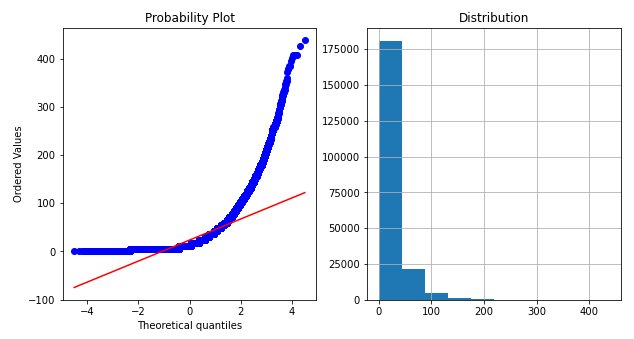 Probability Plot
Ordered Values
400
300
200
100
0
−100
−4 −2 0 2 4
Theoretical quantiles
Distribution
175000
150000
125000
100000
75000
50000
25000
0
0 100 200 300 400